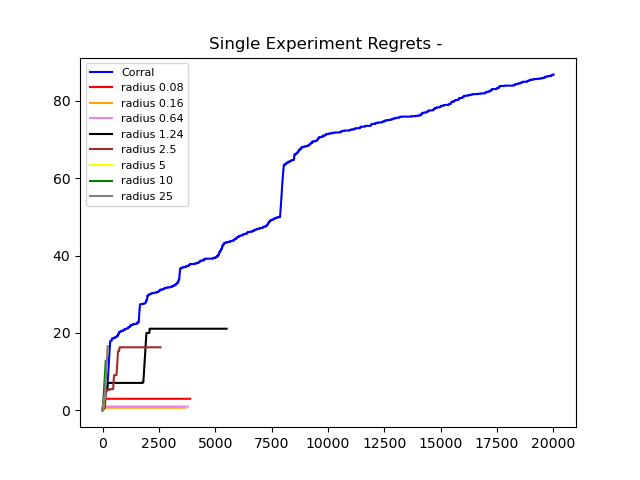 Single Experiment Regrets -
Corral
radius 0.08
radius 0.16
radius 0.64
radius 1.24
radius 2.5
radius 5
radius 10
radius 25
80
60
40
20
0
0 2500 5000 7500 10000 12500 15000 17500 20000